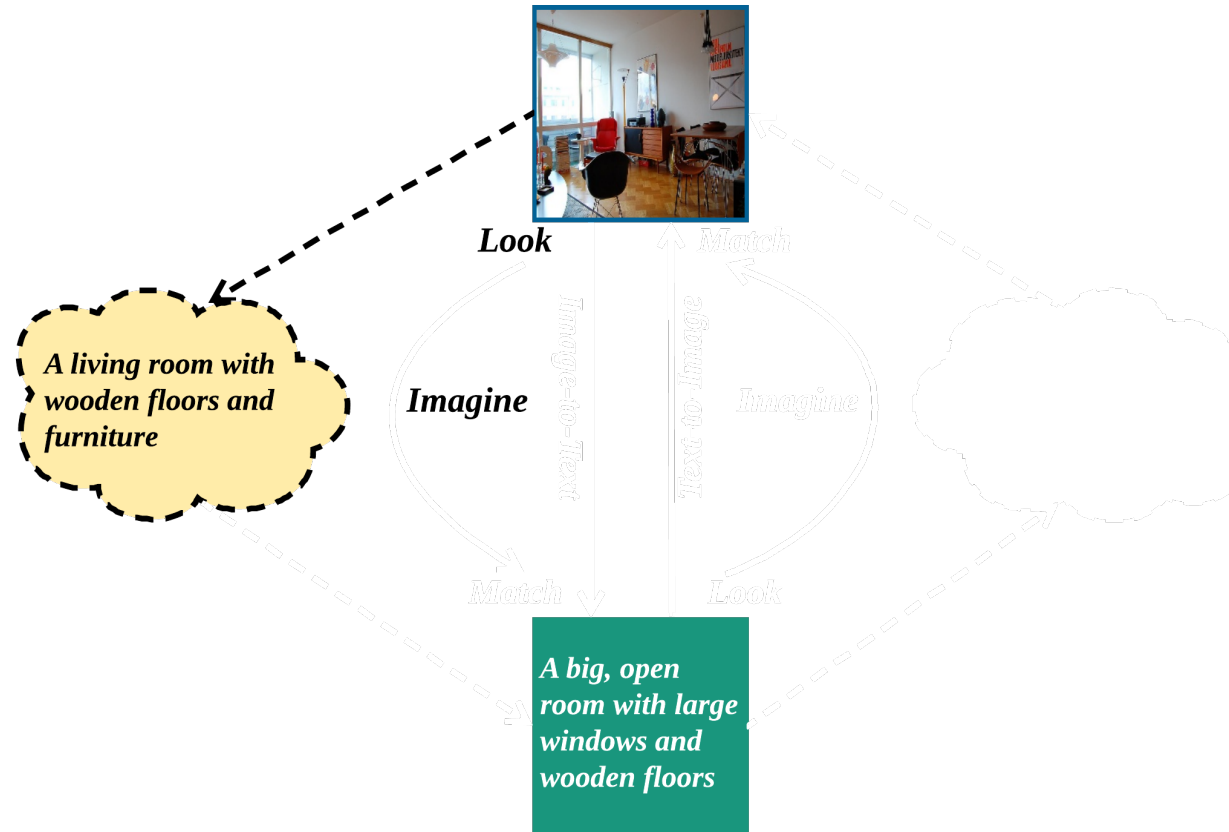 Look
Match
A living room with
wooden floors and
furniture
Imagine
Image-to-Text
Text to Image
Imagine
Match
Look
A big, open
room with large
windows and
wooden floors